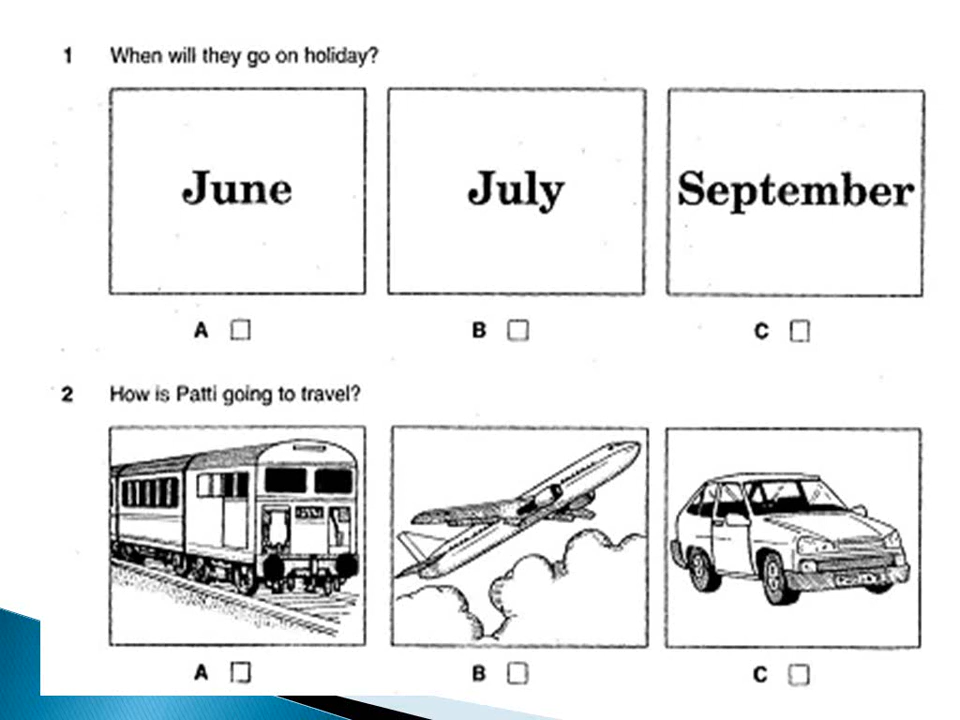 1 When will they go on holiday?
June July September
A B C
2 How is Patti going to travel?
A B C